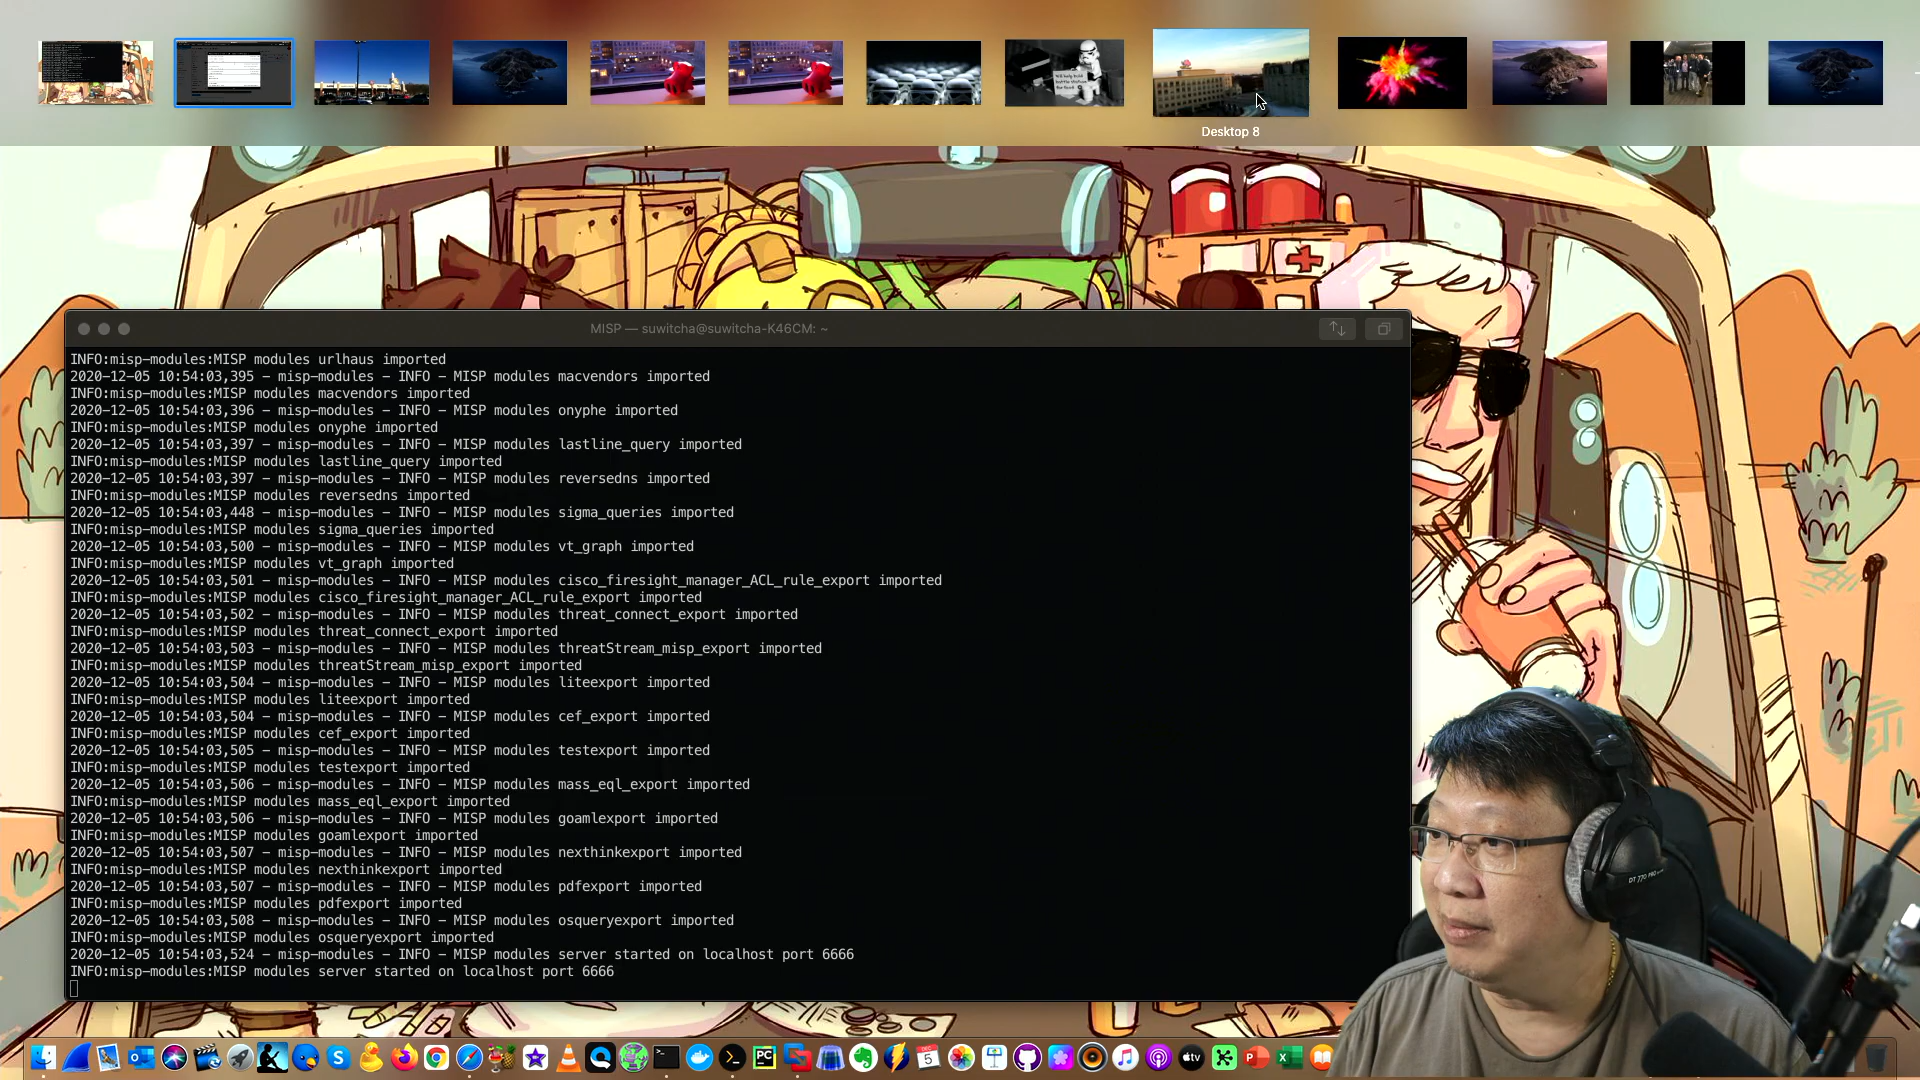 Will help build
battle station
for food
Desktop 8
MISP — suwitcha@suwitcha-K46CM: ~
INFO:misp-modules:MISP modules urlhaus imported
2020-12-05 10:54:03,395 - misp-modules - INFO - MISP modules macvendors imported
INFO:misp-modules:MISP modules macvendors imported
2020-12-05 10:54:03,396 - misp-modules - INFO - MISP modules onyphe imported
INFO:misp-modules:MISP modules onyphe imported
2020-12-05 10:54:03,397 - misp-modules - INFO - MISP modules lastline_query imported
INFO:misp-modules:MISP modules lastline_query imported
2020-12-05 10:54:03,397 - misp-modules - INFO - MISP modules reversedns imported
INFO:misp-modules:MISP modules reversedns imported
2020-12-05 10:54:03,448 - misp-modules - INFO - MISP modules sigma_queries imported
INFO:misp-modules:MISP modules sigma_queries imported
2020-12-05 10:54:03,500 - misp-modules - INFO - MISP modules vt_graph imported
INFO:misp-modules:MISP modules vt_graph imported
2020-12-05 10:54:03,501 - misp-modules - INFO - MISP modules cisco_firesight_manager_ACL_rule_export imported
INFO:misp-modules:MISP modules cisco_firesight_manager_ACL_rule_export imported
2020-12-05 10:54:03,502 - misp-modules - INFO - MISP modules threat_connect_export imported
INFO:misp-modules:MISP modules threat_connect_export imported
2020-12-05 10:54:03,503 - misp-modules - INFO - MISP modules threatStream_misp_export imported
INFO:misp-modules:MISP modules threatStream_misp_export imported
2020-12-05 10:54:03,504 - misp-modules - INFO - MISP modules liteexport imported
INFO:misp-modules:MISP modules liteexport imported
2020-12-05 10:54:03,504 - misp-modules - INFO - MISP modules cef_export imported
INFO:misp-modules:MISP modules cef_export imported
2020-12-05 10:54:03,505 - misp-modules - INFO - MISP modules testexport imported
INFO:misp-modules:MISP modules testexport imported
2020-12-05 10:54:03,506 - misp-modules - INFO - MISP modules mass_eql_export imported
INFO:misp-modules:MISP modules mass_eql_export imported
2020-12-05 10:54:03,506 - misp-modules - INFO - MISP modules goamlexport imported
INFO:misp-modules:MISP modules goamlexport imported
2020-12-05 10:54:03,507 - misp-modules - INFO - MISP modules nexthinkexport imported
INFO:misp-modules:MISP modules nexthinkexport imported
2020-12-05 10:54:03,507 - misp-modules - INFO - MISP modules pdfexport imported
INFO:misp-modules:MISP modules pdfexport imported
2020-12-05 10:54:03,508 - misp-modules - INFO - MISP modules osqueryexport imported
INFO:misp-modules:MISP modules osqueryexport imported
2020-12-05 10:54:03,524 - misp-modules - INFO - MISP modules server started on localhost port 6666
INFO:misp-modules:MISP modules server started on localhost port 6666
DT 770 PRO
PC
DEC
5
tv